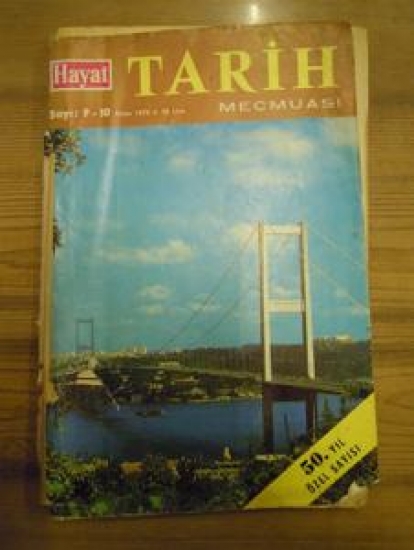 Hayat
TARİH
MECMUASI
Sayı: 9-10
50. YIL
ÖZEL SAYISI